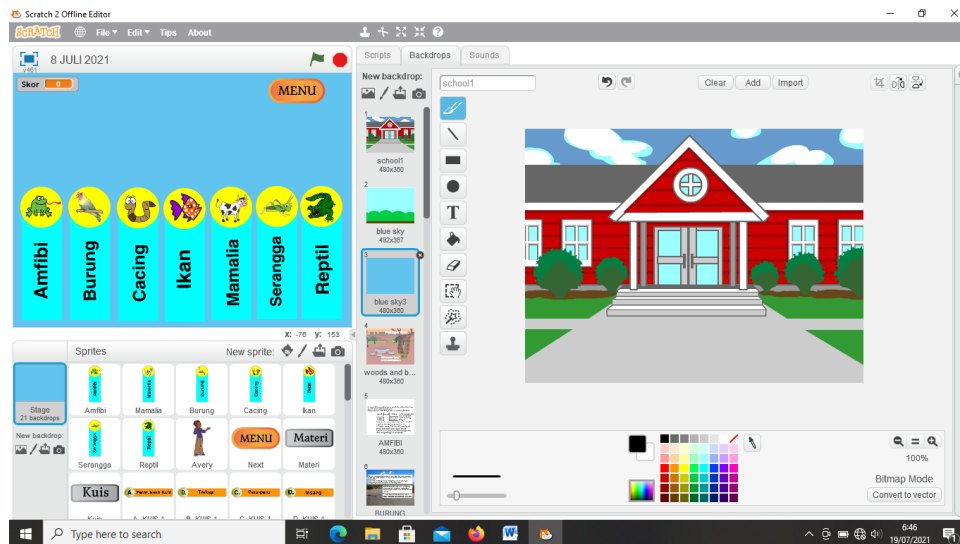 Scratch 2 Offline Editor
SCRATCH File Edit Tips About
v461
8 JULI 2021
Skor 0
MENU
Amfibi
Burung
Cacing
Ikan
Mamalia
Serangga
Reptil
X: -76 Y: 153
Sprites
New sprite:
Stage
21 backdrops
New backdrop:
Amfibi
Mamalia
Burung
Cacing
Ikan
Serangga
Reptil
Avery
MENU
Next
Materi
Materi
Kuis
Scripts
Backdrops
Sounds
New backdrop:
1
school1
480x360
2
blue sky
492x367
3
blue sky3
480x360
4
woods and b...
480x360
5
AMFIBI
480x360
6
BURUNG
school1
Clear
Add
Import
T
100%
Bitmap Mode
Convert to vector
Type here to search
6:46
19/07/2021